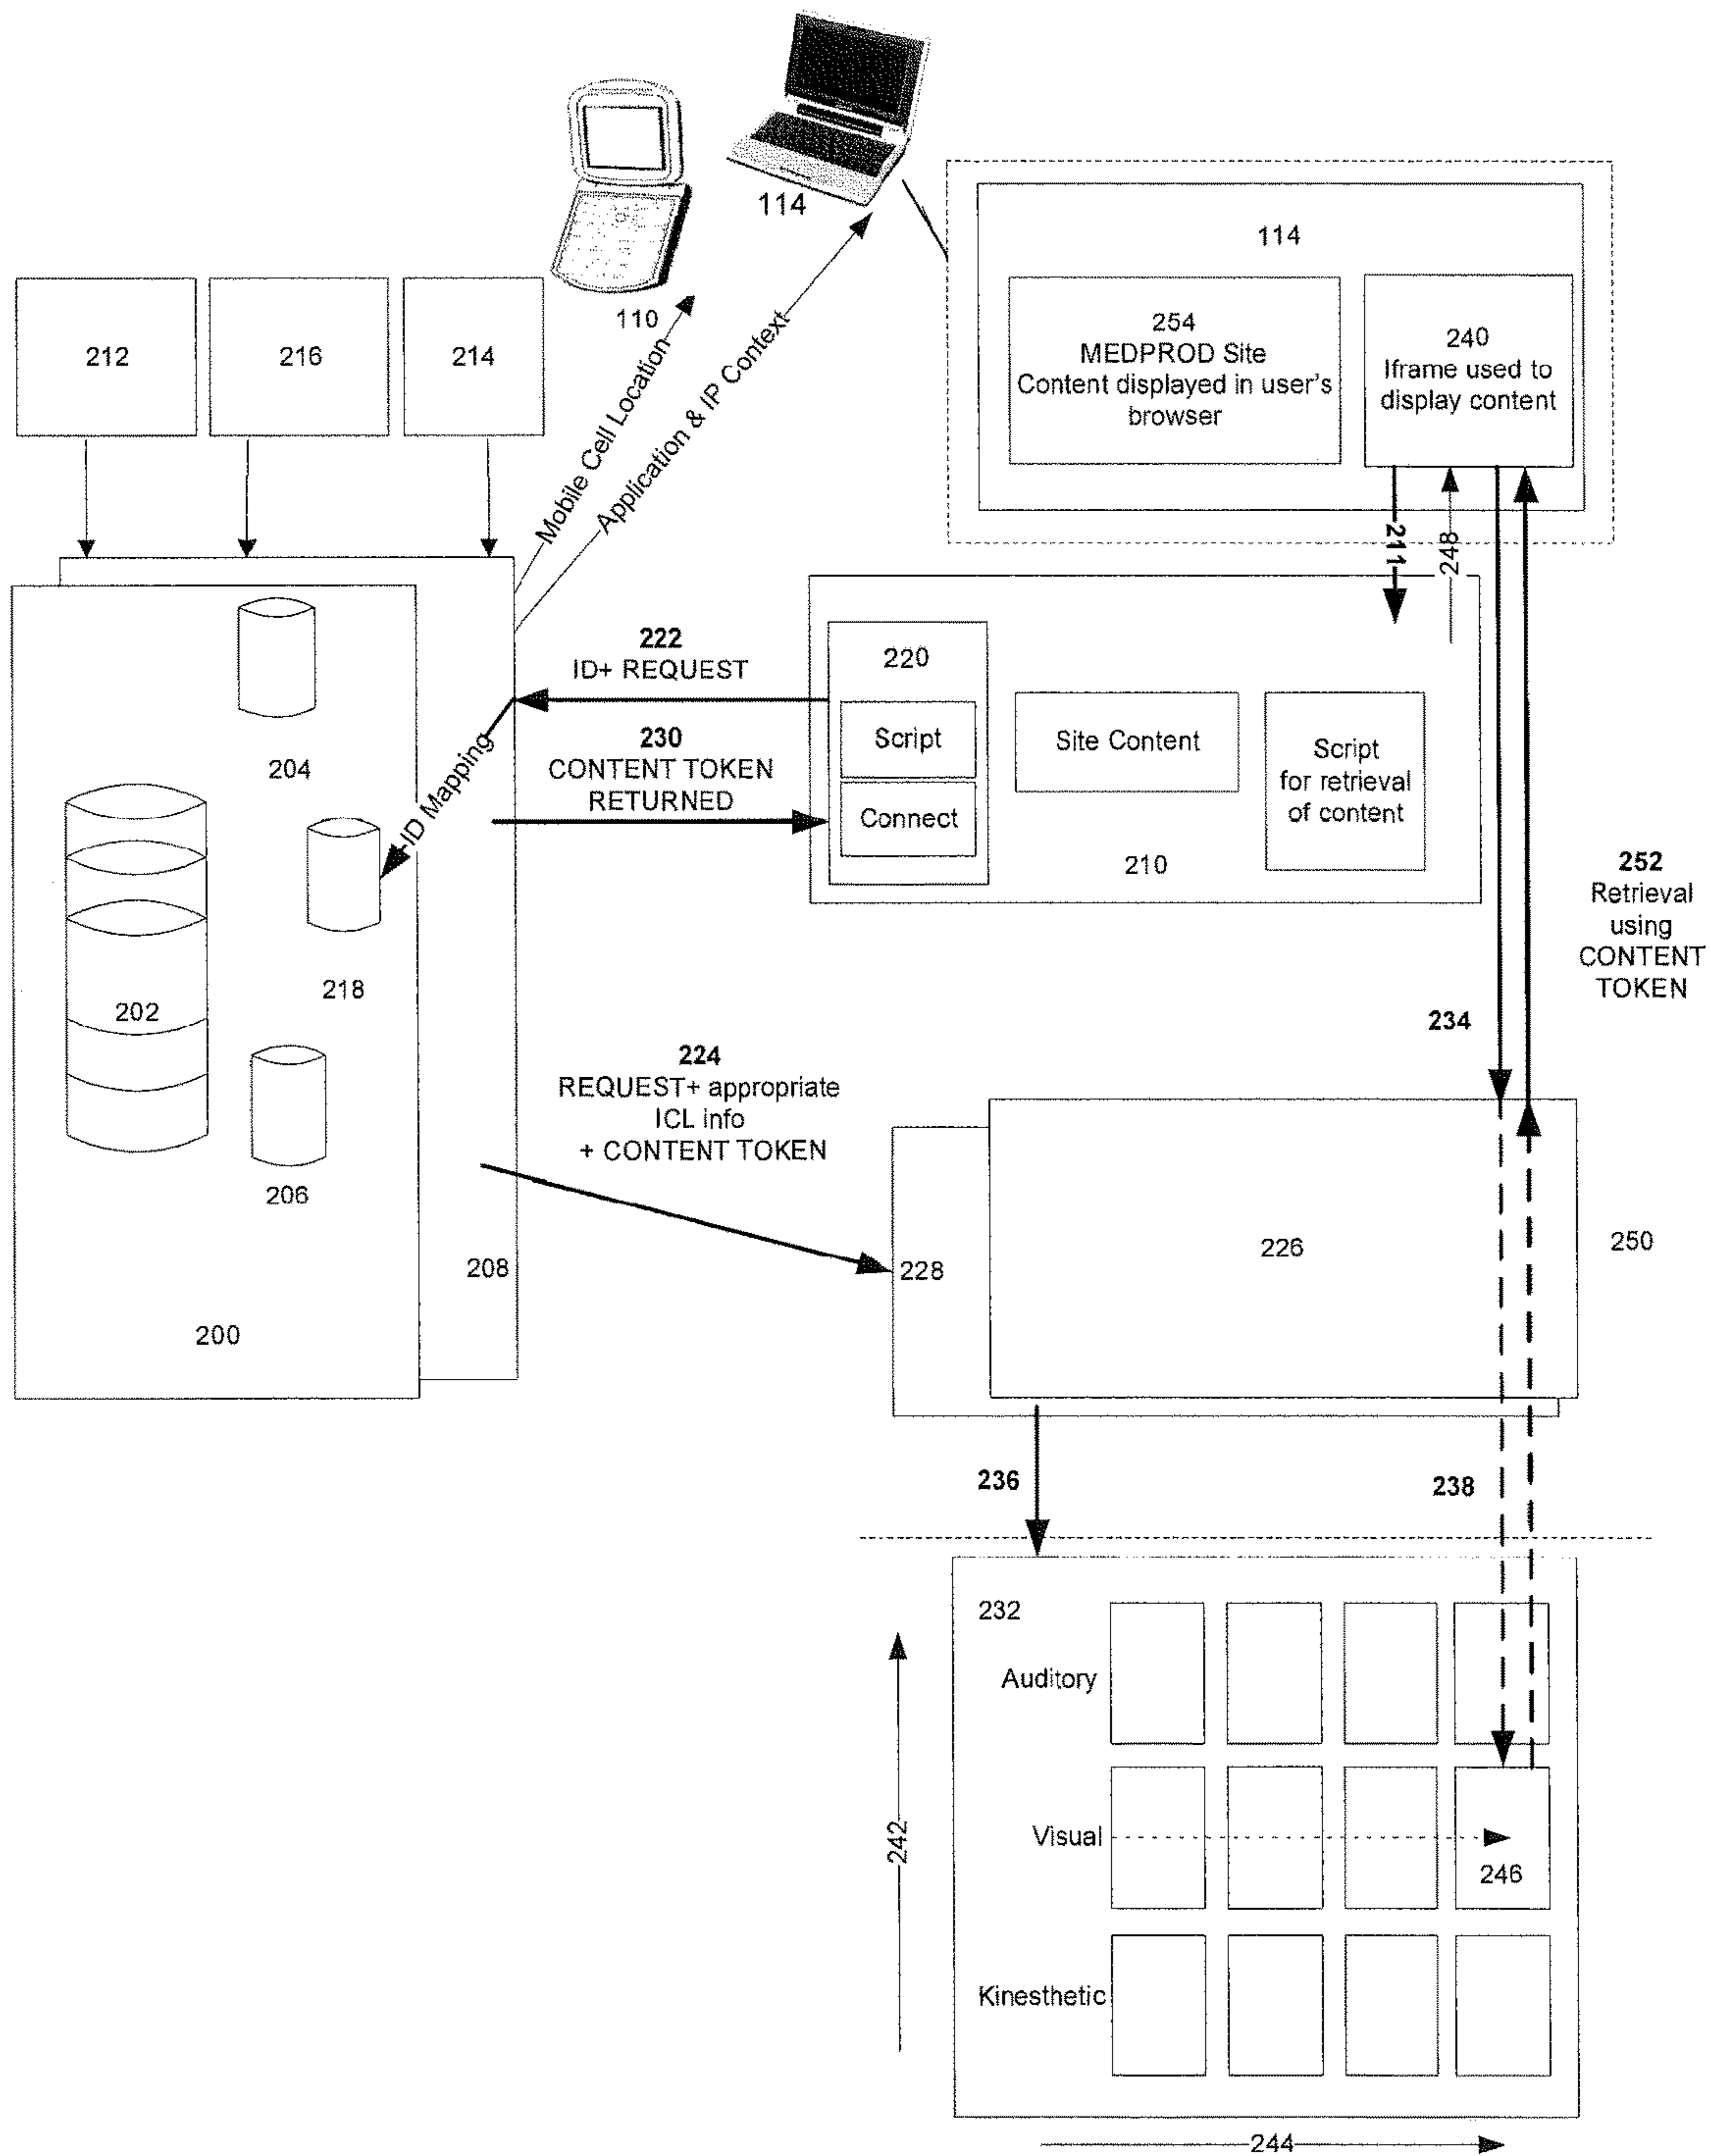 114
110
114
254
MEDPROD Site
Content displayed in user's
browser
240
Iframe used to
display content
212
216
214
Mobile Cell Location
Application & IP Context
211
248
222
ID+ REQUEST
230
CONTENT TOKEN
RETURNED
ID Mapping
220
Script
Connect
Site Content
Script
for retrieval
of content
210
204
218
202
206
208
200
252
Retrieval
using
CONTENT
TOKEN
234
224
REQUEST+ appropriate
ICL info
+ CONTENT TOKEN
228
226
250
236
238
232
Auditory
Visual
246
Kinesthetic
242
244